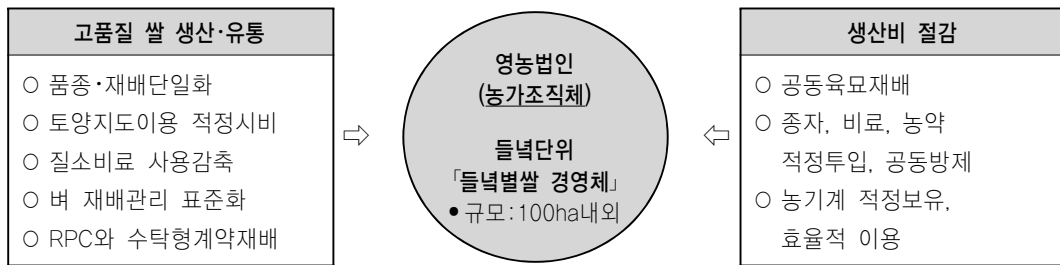 고품질 쌀 생산·유통
○ 품종·재배단일화
○ 토양지도이용 적정시비
○ 질소비료 사용감축
○ 벼 재배관리 표준화
○ RPC와 수탁형계약재배
⇨
영농법인
(농가조직체)
들녘단위
「들녘별쌀 경영체」
• 규모:100ha내외
⇦
생산비 절감
○ 공동육묘재배
○ 종자, 비료, 농약
적정투입, 공동방제
○ 농기계 적정보유,
효율적 이용